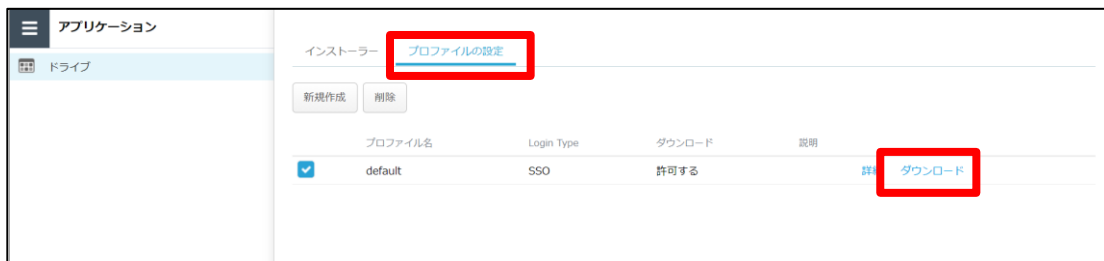 アプリケーション
ドライブ
インストーラー プロファイルの設定
新規作成 削除
プロファイル名 Login Type ダウンロード 説明
default SSO 許可する ダウンロード